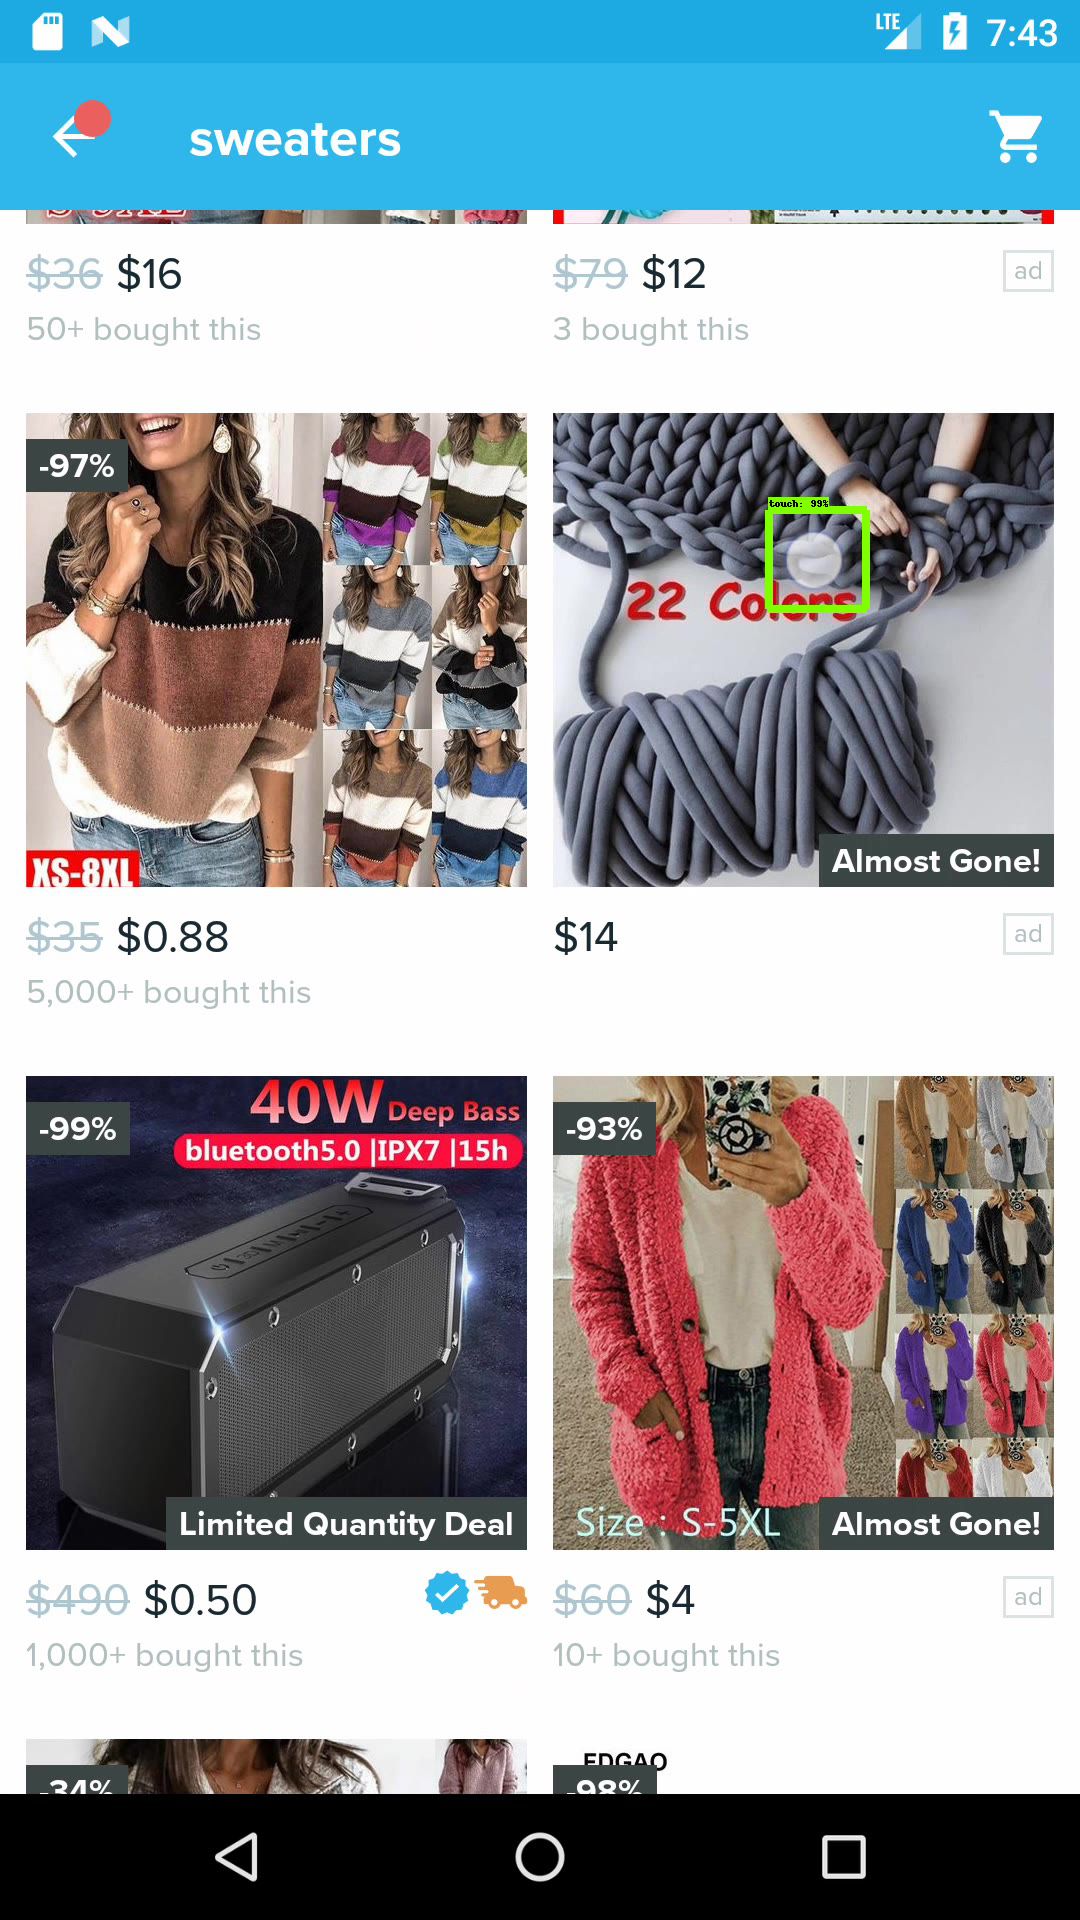 LTE 7:43
sweaters
$36 $16
50+ bought this
$79 $12
ad
3 bought this
-97%
XS-8XL
$35 $0.88
5,000+ bought this
touch: 99%
22 Colors
Almost Gone!
$14
ad
-99%
40W Deep Bass
bluetooth5.0 |IPX7 |15h
Limited Quantity Deal
$490 $0.50
1,000+ bought this
-93%
Size : S-5XL
Almost Gone!
$60 $4
ad
10+ bought this
-34%
EDGAO
-98%